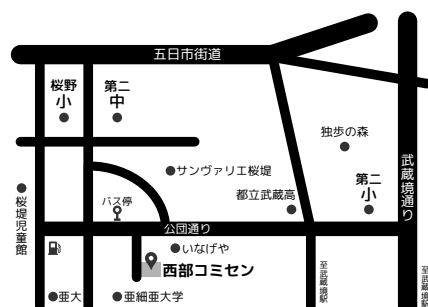 五日市街道
桜野
小
第二
中
独歩の森
サンヴァリエ桜堤
武蔵境通り
第二
小
都立武蔵高
桜堤児童館
バス停
公団通り
いなげや
西部コミセン
至武蔵境駅
至武蔵境駅
亜大
亜細亜大学